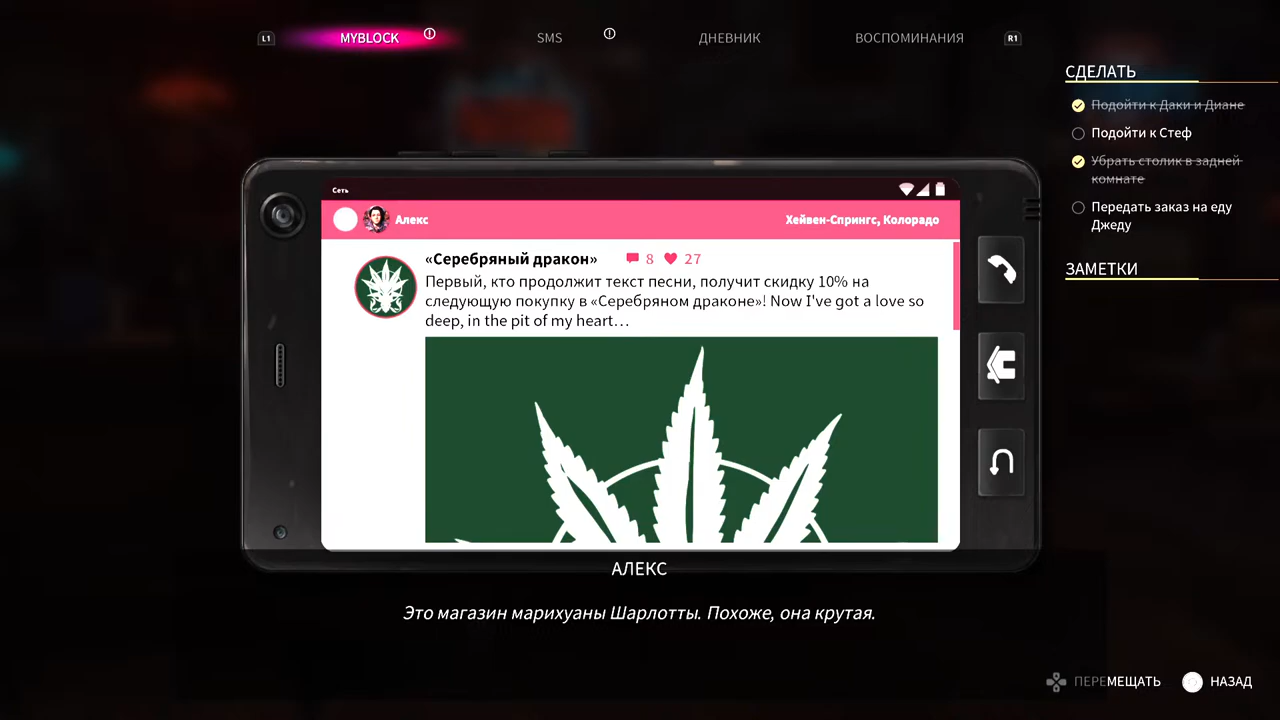 L1
MYBLOCK
SMS
ДНЕВНИК
ВОСПОМИНАНИЯ
R1
СДЕЛАТЬ
Подойти к Даки и Диане
Подойти к Стеф
Убрать столик в задней
комнате
Передать заказ на еду
Джеду
ЗАМЕТКИ
Сеть
Алекс
Хейвен-Спрингс, Колорадо
«Серебряный дракон» 8 27
Первый, кто продолжит текст песни, получит скидку 10% на
следующую покупку в «Серебряном драконе»! Now I've got a love so
deep, in the pit of my heart…
АЛЕКС
Это магазин марихуаны Шарлотты. Похоже, она крутая.
ПЕРЕМЕЩАТЬ
НАЗАД